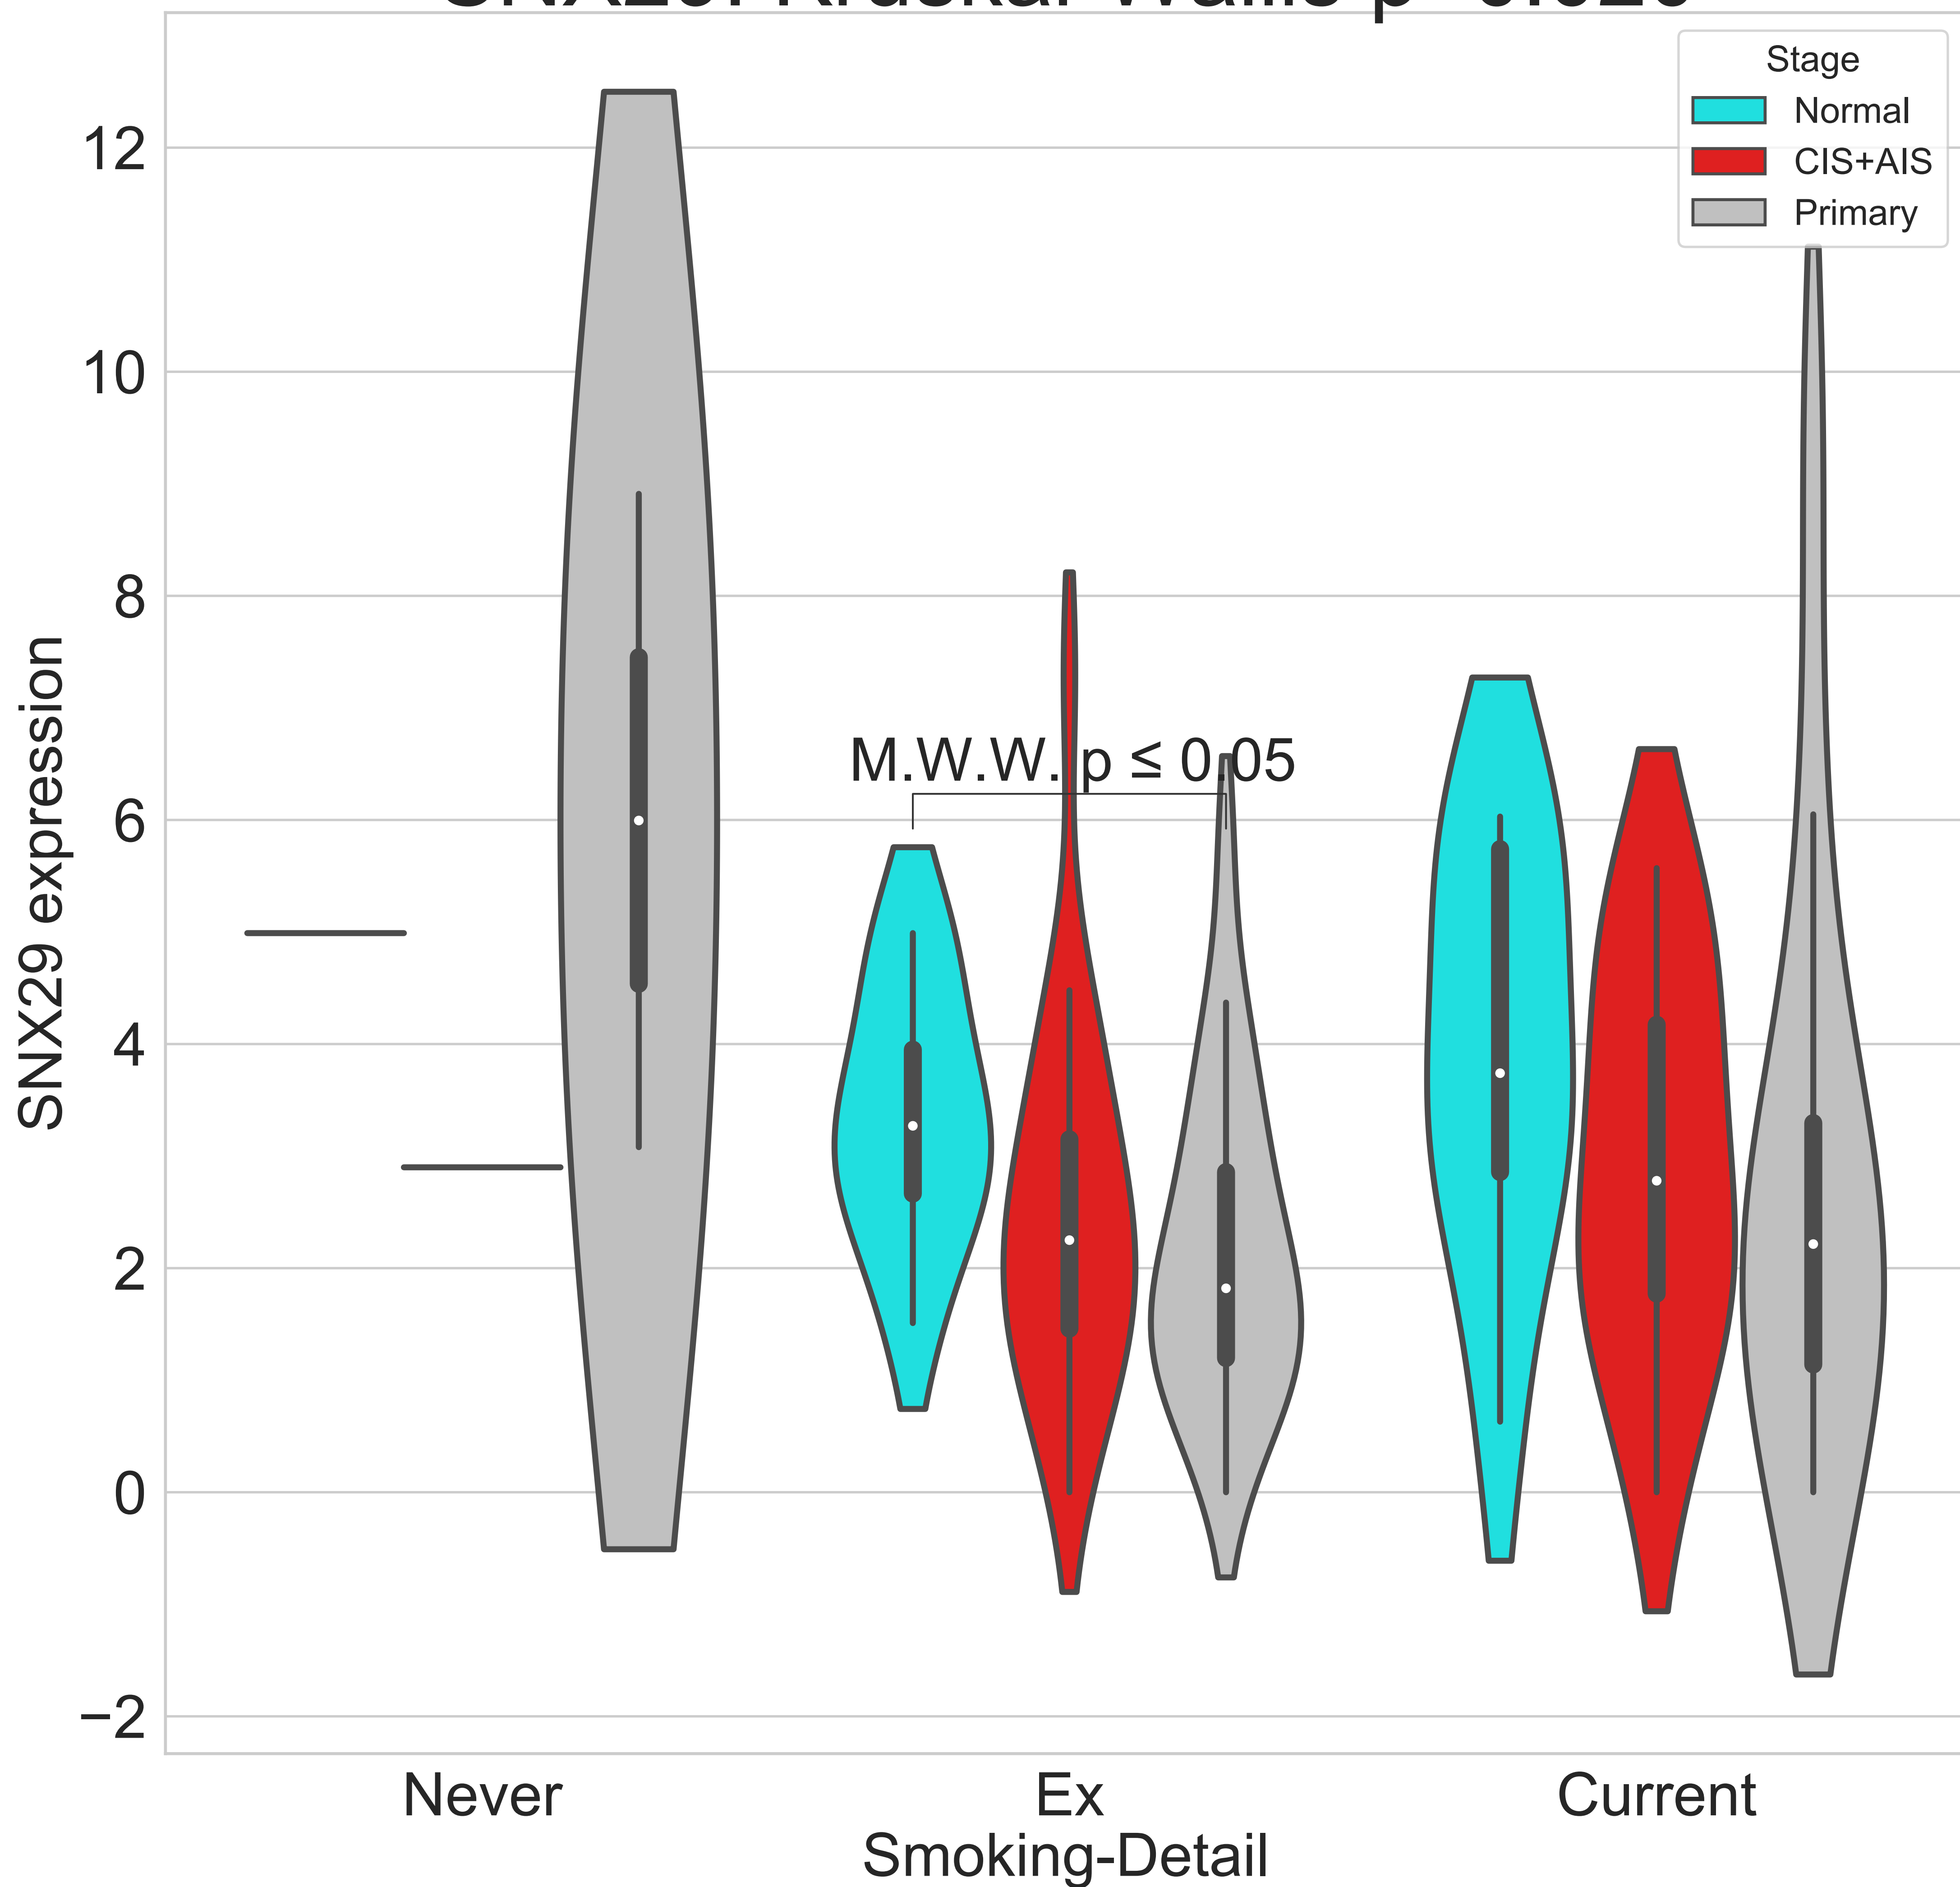 Stage
Normal
CIS+AIS
Primary
12
10
8
6
4
2
0
−2
SNX29 expression
M.W.W. p ≤ 0.05
Never
Ex
Current
Smoking-Detail